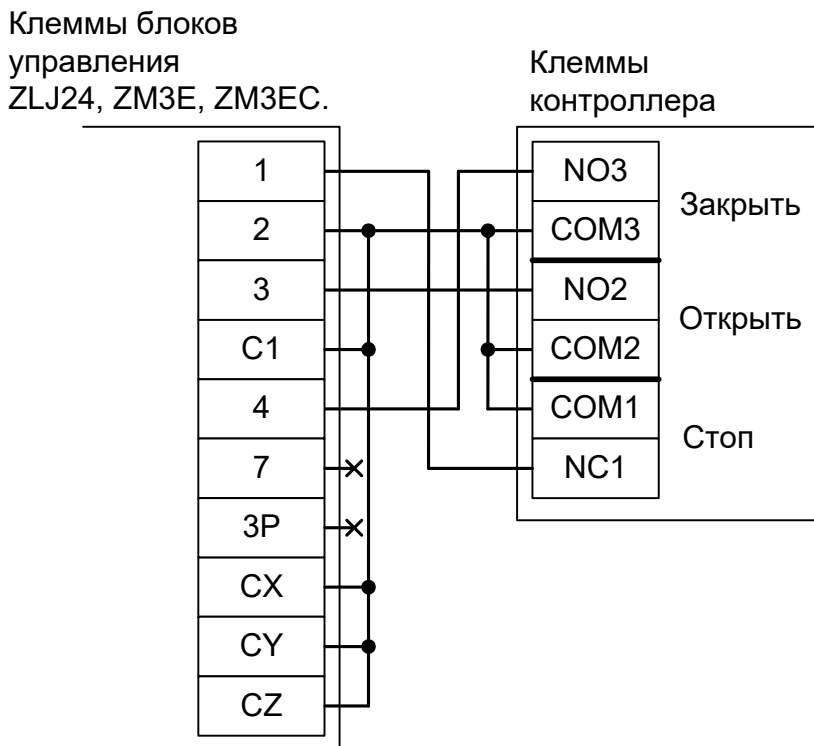 Клеммы блоков
управления
ZLJ24, ZM3E, ZM3EC.
Клеммы
контроллера
1
2
3
C1
4
7
3P
CX
CY
CZ
NO3
COM3
NO2
COM2
COM1
NC1
Закрыть
Открыть
Стоп